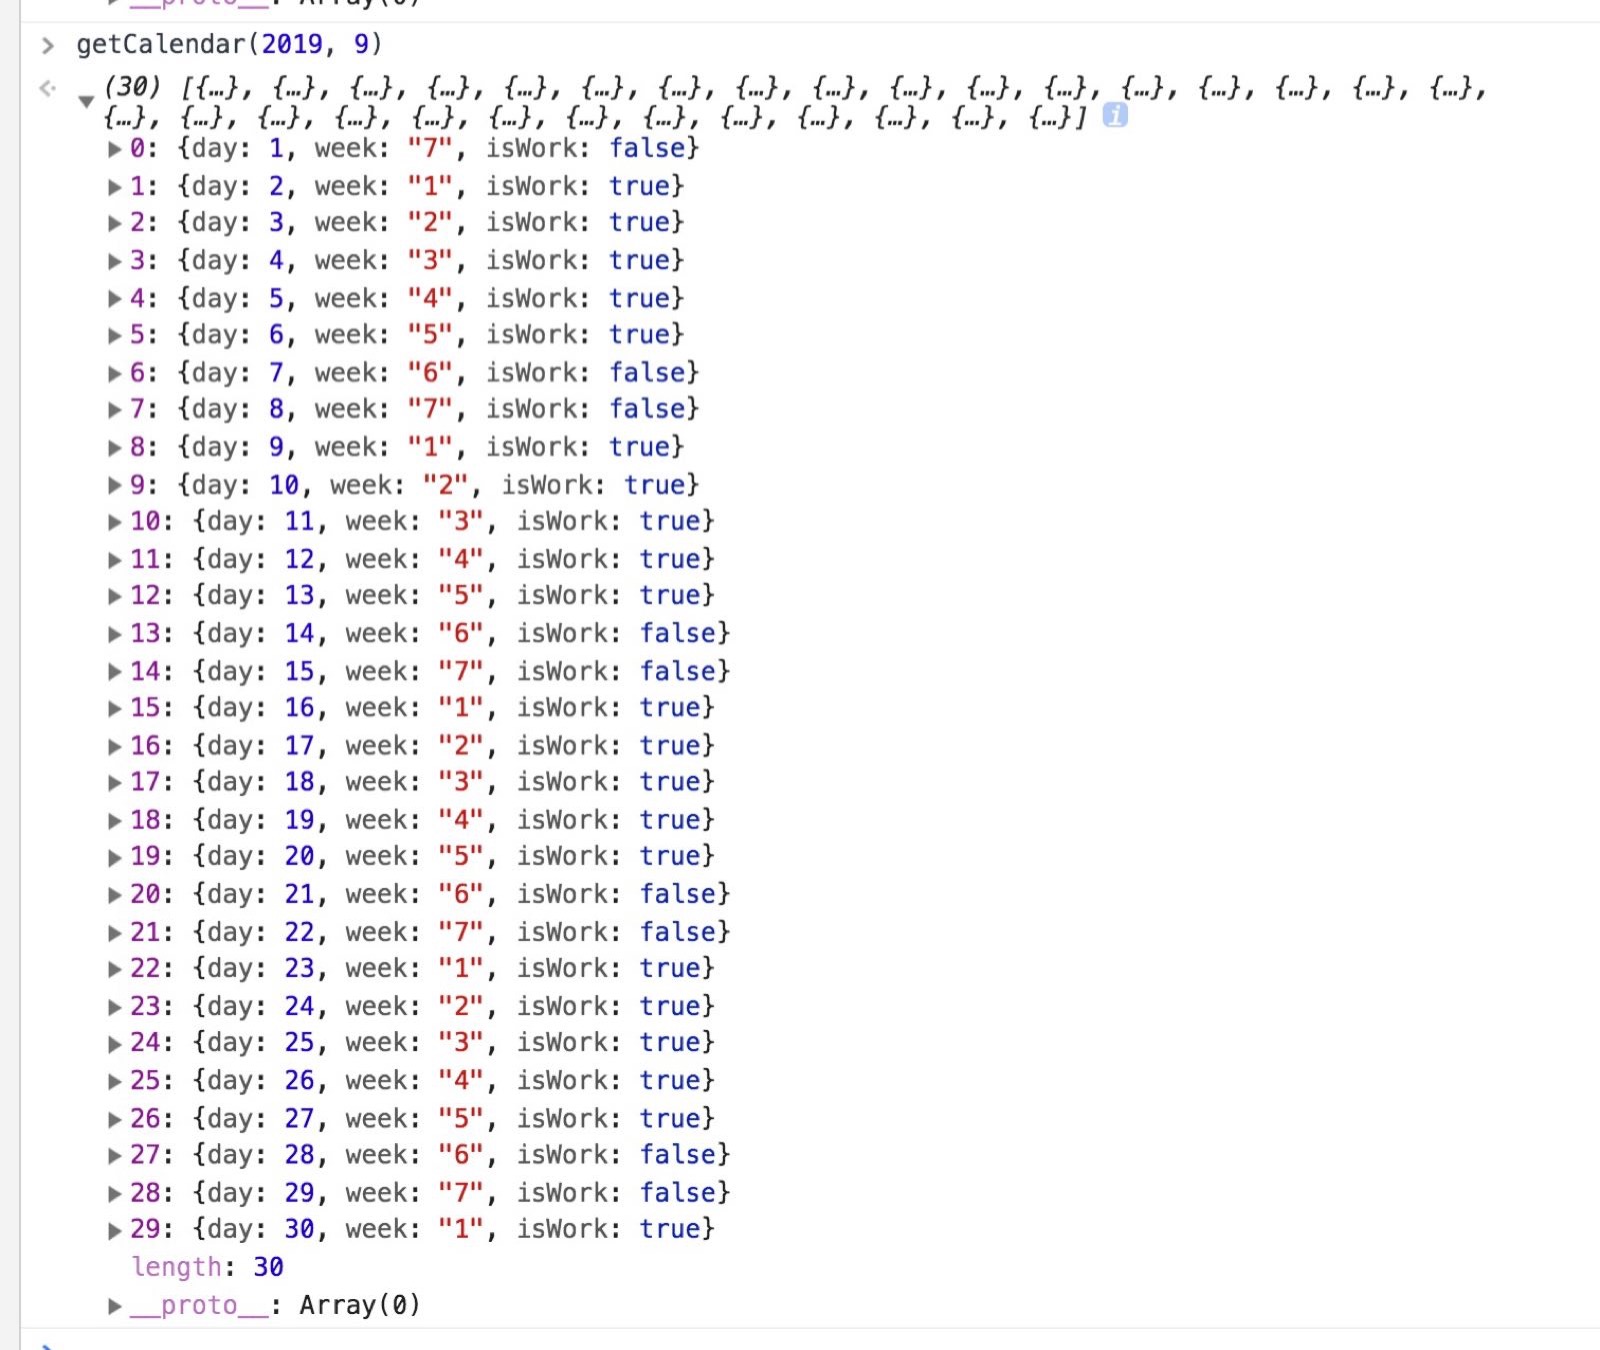 __proto__: Array(0)
> getCalendar(2019, 9)
(30) [{…}, {…}, {…}, {…}, {…}, {…}, {…}, {…}, {…}, {…}, {…}, {…}, {…}, {…}, {…}, {…}, {…},
{…}, {…}, {…}, {…}, {…}, {…}, {…}, {…}, {…}, {…}, {…}, {…}, {…}] i
0: {day: 1, week: "7", isWork: false}
1: {day: 2, week: "1", isWork: true}
2: {day: 3, week: "2", isWork: true}
3: {day: 4, week: "3", isWork: true}
4: {day: 5, week: "4", isWork: true}
5: {day: 6, week: "5", isWork: true}
6: {day: 7, week: "6", isWork: false}
7: {day: 8, week: "7", isWork: false}
8: {day: 9, week: "1", isWork: true}
9: {day: 10, week: "2", isWork: true}
10: {day: 11, week: "3", isWork: true}
11: {day: 12, week: "4", isWork: true}
12: {day: 13, week: "5", isWork: true}
13: {day: 14, week: "6", isWork: false}
14: {day: 15, week: "7", isWork: false}
15: {day: 16, week: "1", isWork: true}
16: {day: 17, week: "2", isWork: true}
17: {day: 18, week: "3", isWork: true}
18: {day: 19, week: "4", isWork: true}
19: {day: 20, week: "5", isWork: true}
20: {day: 21, week: "6", isWork: false}
21: {day: 22, week: "7", isWork: false}
22: {day: 23, week: "1", isWork: true}
23: {day: 24, week: "2", isWork: true}
24: {day: 25, week: "3", isWork: true}
25: {day: 26, week: "4", isWork: true}
26: {day: 27, week: "5", isWork: true}
27: {day: 28, week: "6", isWork: false}
28: {day: 29, week: "7", isWork: false}
29: {day: 30, week: "1", isWork: true}
length: 30
__proto__: Array(0)